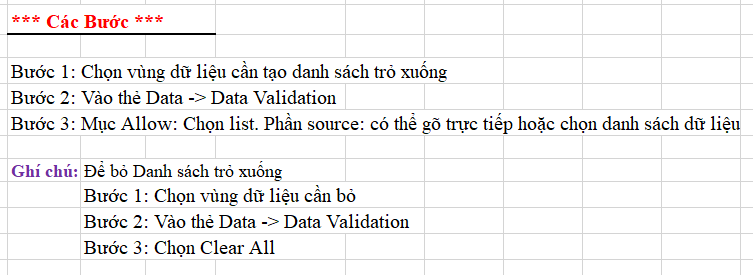 *** Các Bước ***
Bước 1: Chọn vùng dữ liệu cần tạo danh sách trỏ xuống
Bước 2: Vào thẻ Data -> Data Validation
Bước 3: Mục Allow: Chọn list. Phần source: có thể gõ trực tiếp hoặc chọn danh sách dữ liệu
Ghí chú: Để bỏ Danh sách trỏ xuống
Bước 1: Chọn vùng dữ liệu cần bỏ
Bước 2: Vào thẻ Data -> Data Validation
Bước 3: Chọn Clear All